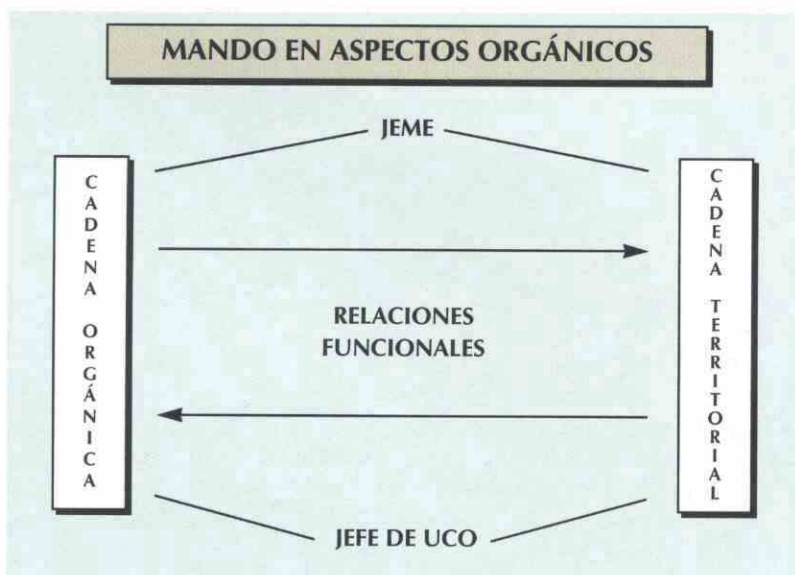 MANDO EN ASPECTOS ORGÁNICOS
JEME
CADENA ORGÁNICA
CADENA TERRITORIAL
RELACIONES
FUNCIONALES
JEFE DE UCO